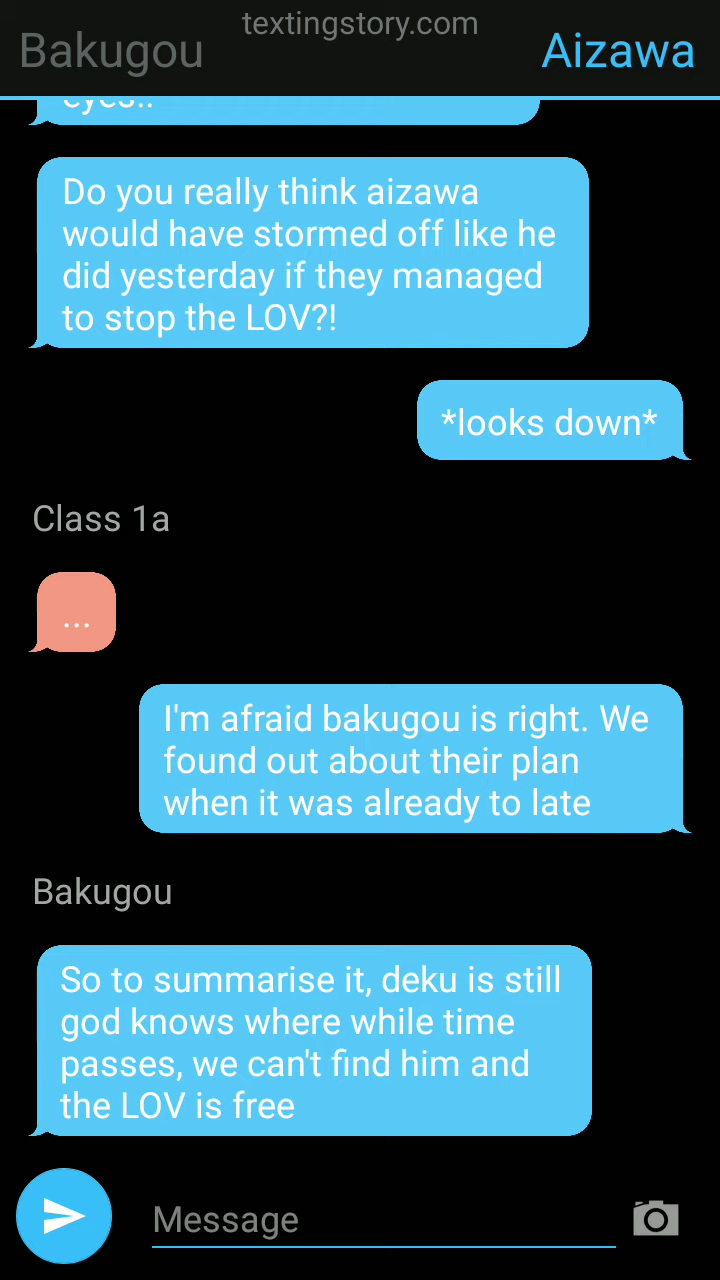 textingstory.com
Bakugou
Aizawa
eyes..
Do you really think aizawa
would have stormed off like he
did yesterday if they managed
to stop the LOV?!
*looks down*
Class 1a
...
I'm afraid bakugou is right. We
found out about their plan
when it was already to late
Bakugou
So to summarise it, deku is still
god knows where while time
passes, we can't find him and
the LOV is free
Message